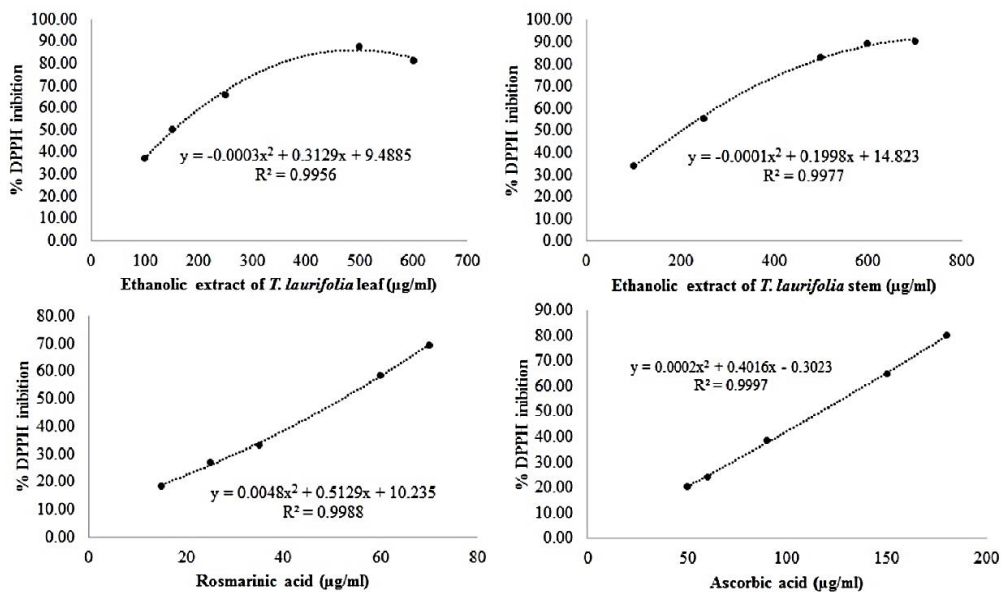 100.00
90.00
80.00
70.00
60.00
50.00
40.00
30.00
20.00
10.00
0.00
% DPPH inibition
y = -0.0003x² + 0.3129x + 9.4885
R² = 0.9956
0 100 200 300 400 500 600 700
Ethanolic extract of T. laurifolia leaf (µg/ml)
100.00
90.00
80.00
70.00
60.00
50.00
40.00
30.00
20.00
10.00
0.00
% DPPH inibition
y = -0.0001x² + 0.1998x + 14.823
R² = 0.9977
0 200 400 600 800
Ethanolic extract of T. laurifolia stem (µg/ml)
80.00
70.00
60.00
50.00
40.00
30.00
20.00
10.00
0.00
% DPPH inibition
y = 0.0048x² + 0.5129x + 10.235
R² = 0.9988
0 20 40 60 80
Rosmarinic acid (µg/ml)
90.00
80.00
70.00
60.00
50.00
40.00
30.00
20.00
10.00
0.00
% DPPH inibition
y = 0.0002x² + 0.4016x - 0.3023
R² = 0.9997
0 50 100 150 200
Ascorbic acid (µg/ml)